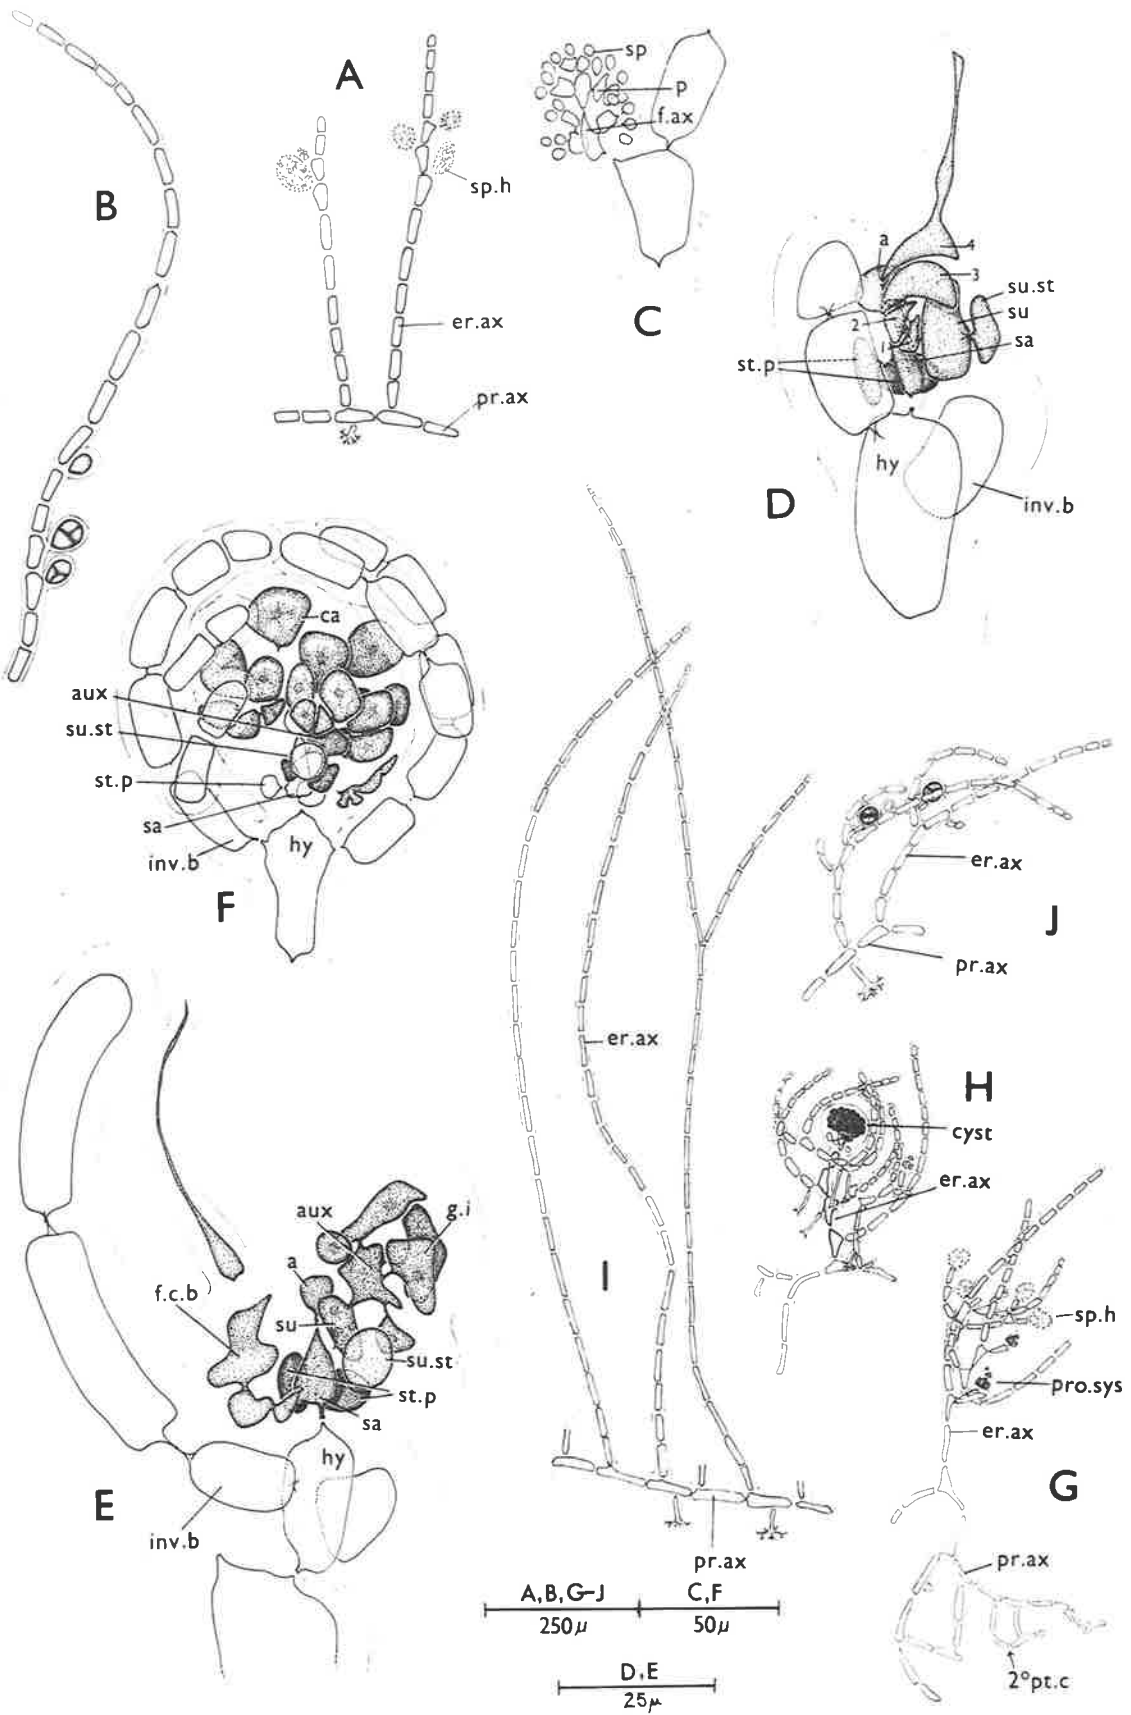 A
B
sp.h
er.ax
pr.ax
sp
p
f.ax
C
a
4
3
su.st
su
2
1
sa
st.p
hy
inv.b
D
ca
aux
su.st
st.p
sa
inv.b
hy
F
er.ax
pr.ax
J
H
cyst
er.ax
aux
g.i
a
f.c.b
su
su.st
st.p
sa
hy
inv.b
E
er.ax
I
pr.ax
sp.h
pro.sys
er.ax
G
pr.ax
2°pt.c
A,B,G-J C,F
250µ 50µ
D,E
25µ